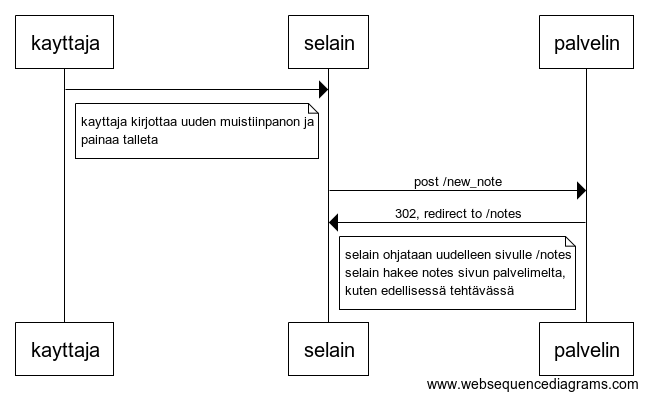 kayttaja
selain
palvelin
kayttaja kirjottaa uuden muistiinpanon ja
painaa talleta
post /new_note
302, redirect to /notes
selain ohjataan uudelleen sivulle /notes
selain hakee notes sivun palvelimelta,
kuten edellisessä tehtävässä
kayttaja
selain
palvelin
www.websequencediagrams.com